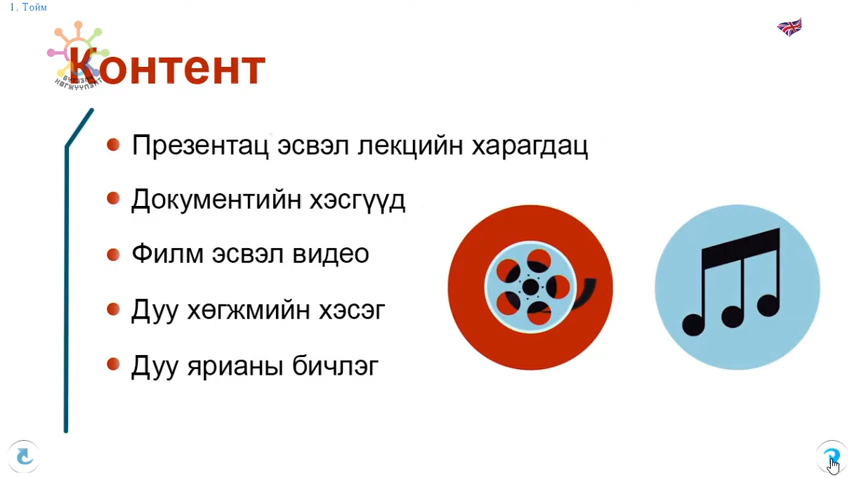 1. Тойм
Контент
Презентац эсвэл лекцийн харагдац
Документийн хэсгүүд
Филм эсвэл видео
Дуу хөгжмийн хэсэг
Дуу ярианы бичлэг